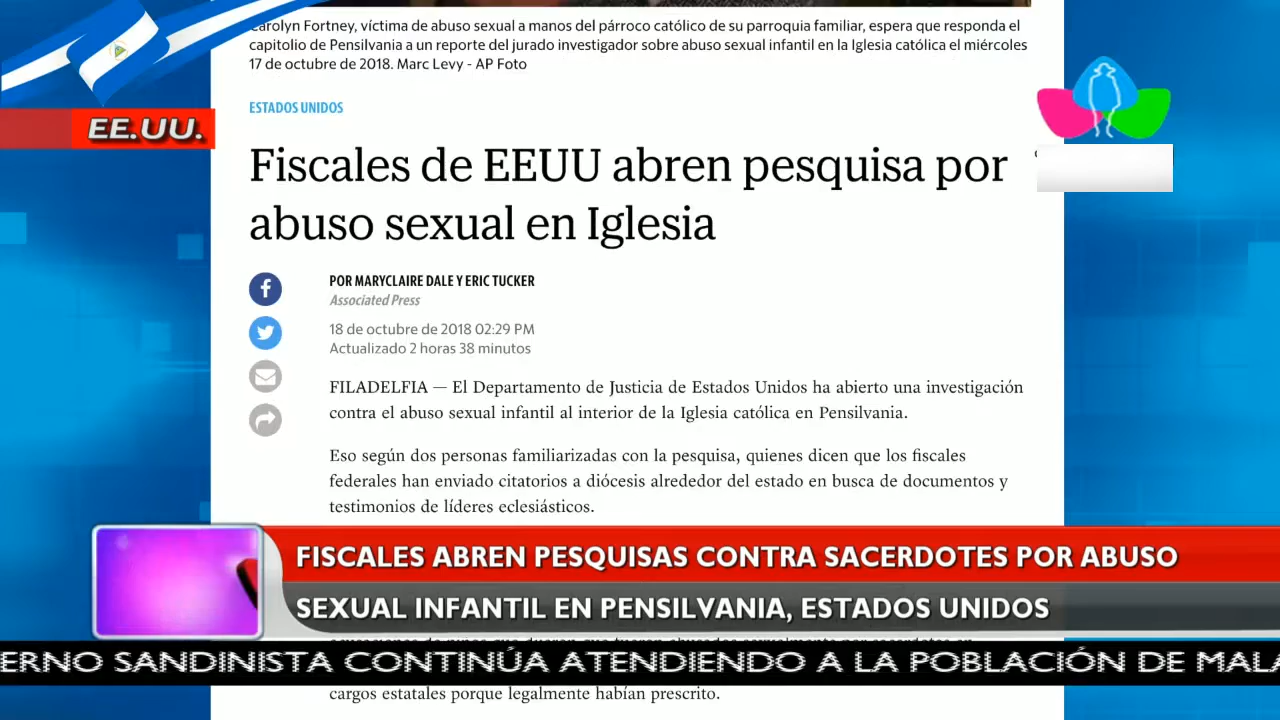 Carolyn Fortney, víctima de abuso sexual a manos del párroco católico de su parroquia familiar, espera que responda el
capitolio de Pensilvania a un reporte del jurado investigador sobre abuso sexual infantil en la Iglesia católica el miércoles
17 de octubre de 2018. Marc Levy - AP Foto
ESTADOS UNIDOS
EE.UU.
Fiscales de EEUU abren pesquisa por
abuso sexual en Iglesia
POR MARYCLAIRE DALE Y ERIC TUCKER
Associated Press
18 de octubre de 2018 02:29 PM
Actualizado 2 horas 38 minutos
FILADELFIA — El Departamento de Justicia de Estados Unidos ha abierto una investigación
contra el abuso sexual infantil al interior de la Iglesia católica en Pensilvania.
Eso según dos personas familiarizadas con la pesquisa, quienes dicen que los fiscales
federales han enviado citatorios a diócesis alrededor del estado en busca de documentos y
testimonios de líderes eclesiásticos.
FISCALES ABREN PESQUISAS CONTRA SACERDOTES POR ABUSO
SEXUAL INFANTIL EN PENSILVANIA, ESTADOS UNIDOS
ERNO SANDINISTA CONTINÚA ATENDIENDO A LA POBLACIÓN DE MALA
cargos estatales porque legalmente habían prescrito.